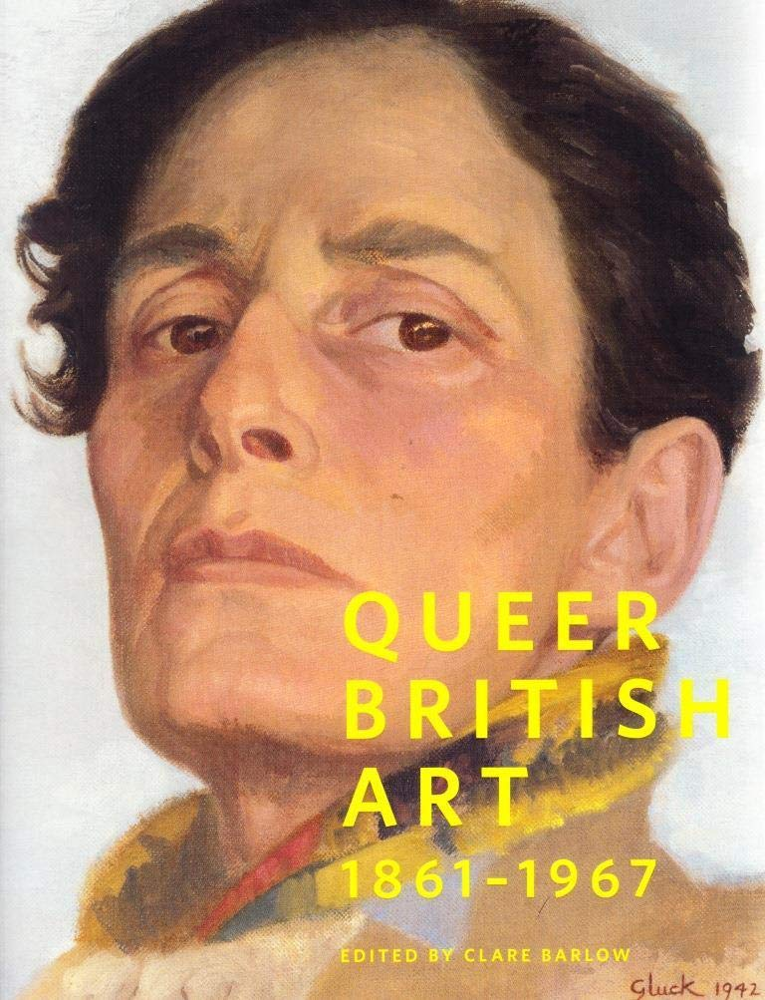 QUEER
BRITISH
ART
1861–1967
EDITED BY CLARE BARLOW
Gluck 1942